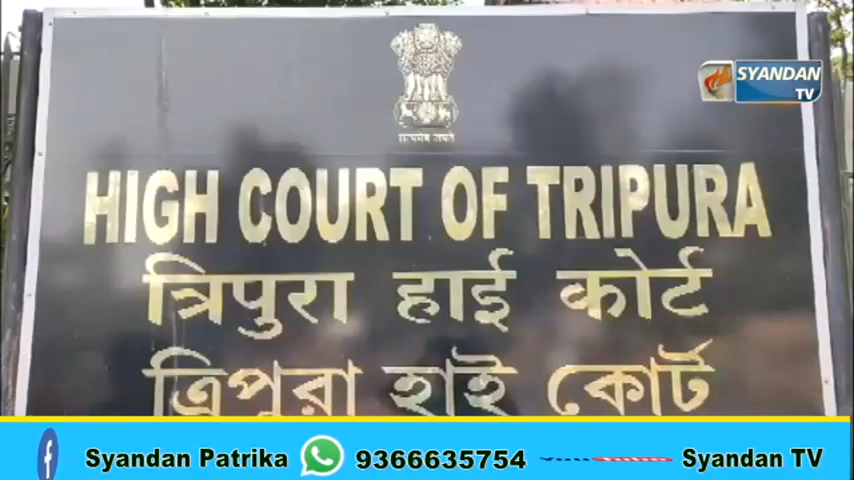 SYANDAN
TV
सत्यमेव जयते
HIGH COURT OF TRIPURA
त्रिपुरा हाई कोर्ट
ত্রিপুরা হাই কোর্ট
Syandan Patrika 9366635754 Syandan TV